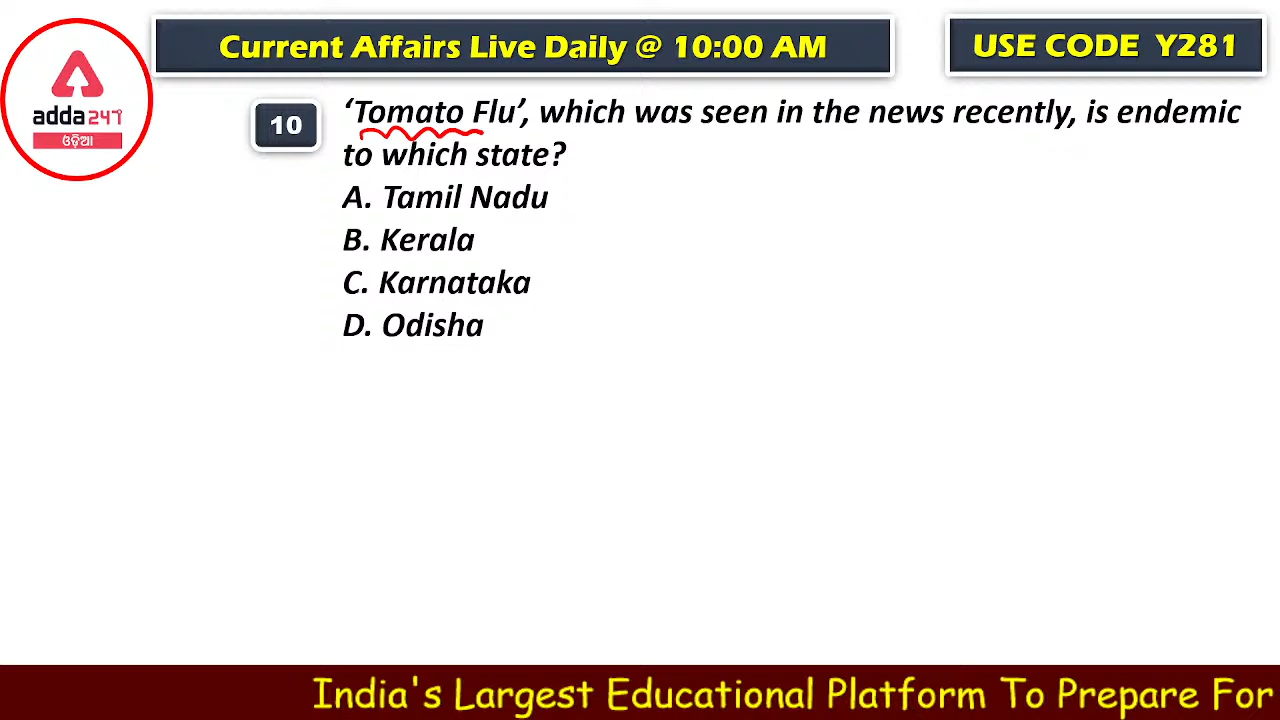 Current Affairs Live Daily @ 10:00 AM
USE CODE Y281
adda247
ଓଡ଼ିଆ
10
‘Tomato Flu’, which was seen in the news recently, is endemic
to which state?
A. Tamil Nadu
B. Kerala
C. Karnataka
D. Odisha
India's Largest Educational Platform To Prepare For